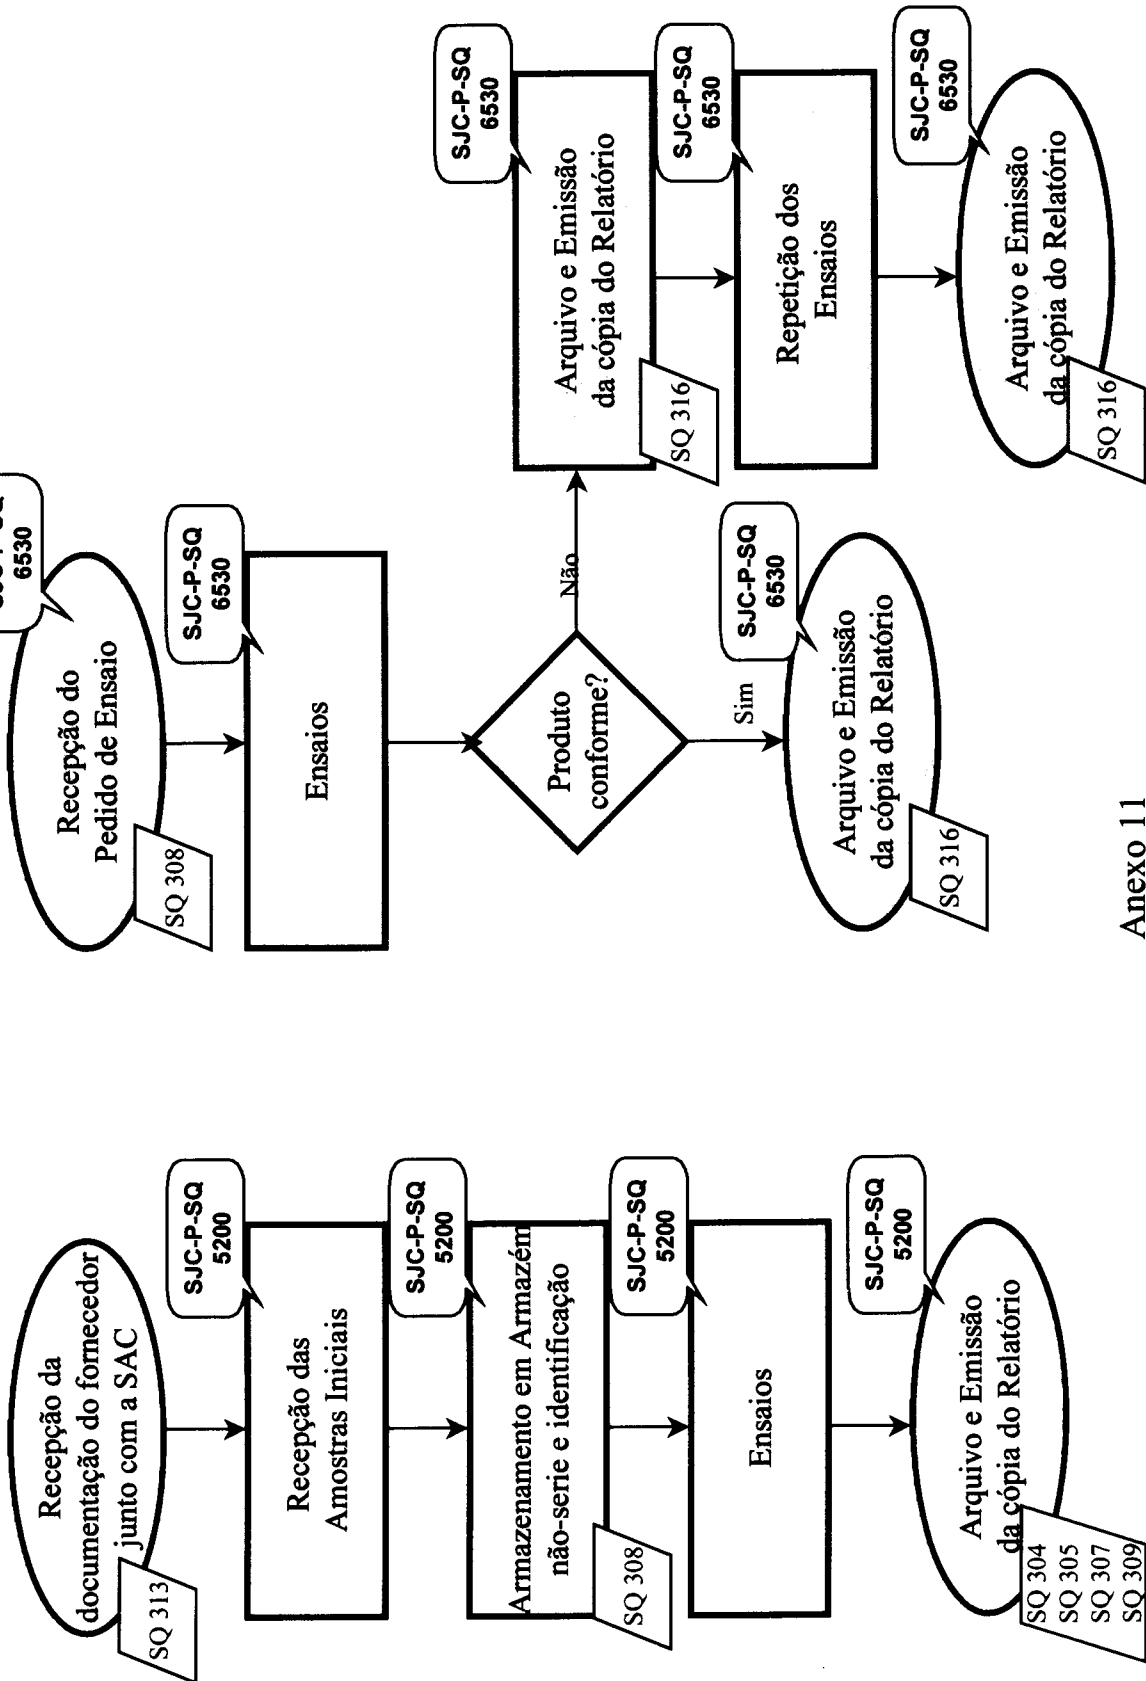 Recepção da
documentação do fornecedor
junto com a SAC
SQ 313
SJC-P-SQ
5200
Recepção das
Amostras Iniciais
SJC-P-SQ
5200
Armazenamento em Armazém
não-serie e identificação
SQ 308
SJC-P-SQ
5200
Ensaios
SJC-P-SQ
5200
Arquivo e Emissão
da cópia do Relatório
SQ 304
SQ 305
SQ 307
SQ 309
6530
Recepção do
Pedido de Ensaio
SQ 308
SJC-P-SQ
6530
Ensaios
Produto
conforme?
Não
Sim
SJC-P-SQ
6530
Arquivo e Emissão
da cópia do Relatório
SQ 316
SJC-P-SQ
6530
Arquivo e Emissão
da cópia do Relatório
SQ 316
SJC-P-SQ
6530
Repetição dos
Ensaios
SJC-P-SQ
6530
Arquivo e Emissão
da cópia do Relatório
SQ 316
Anexo 11